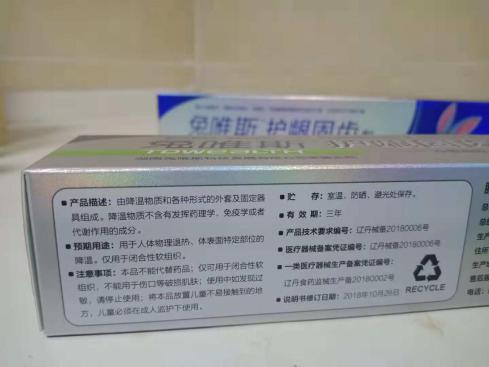 兔唯斯 护龈固齿
■ 产品描述：由降温物质和各种形式的外套及固定器
具组成。降温物质不含有发挥药理学、免疫学或者
代谢作用的成分。
■ 预期用途：用于人体物理退热、体表面特定部位的
降温。仅用于闭合性软组织。
■ 注意事项：本品不能代替药品；仅可用于闭合性软
组织，不能用于伤口等破损肌肤；使用中如发现过
敏，请停止使用；将本品放置儿童不易接触到的地
方，儿童必须在成人监护下使用。
■ 贮 存：室温、防晒、避光处保存。
■ 有 效 期：三年
■ 产品技术要求编号：辽丹械备20180006号
■ 医疗器械备案凭证编号：辽丹械备20180006号
■ 一类医疗器械生产备案凭证编号：
辽丹食药监械生产备20180002号
■ 说明书修订日期：2018年10月26日
RECYCLE